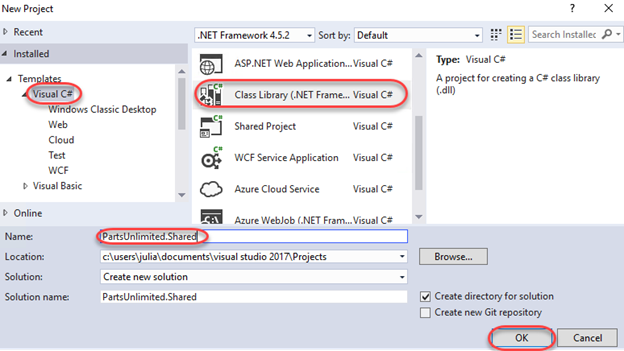 New Project
? ×
Recent
.NET Framework 4.5.2
Sort by: Default
Search Installed
Installed
Templates
Visual C#
Windows Classic Desktop
Web
Cloud
Test
WCF
Visual Basic
Online
ASP.NET Web Application... Visual C#
Class Library (.NET Frame... Visual C#
Shared Project Visual C#
WCF Service Application Visual C#
Azure Cloud Service Visual C#
Azure WebJob (.NET Framework) Visual C#
Type: Visual C#
A project for creating a C# class library
(.dll)
Name: PartsUnlimited.Shared
Location: c:\users\julia\documents\visual studio 2017\Projects
Browse...
Solution: Create new solution
Solution name: PartsUnlimited.Shared
Create directory for solution
Create new Git repository
OK Cancel